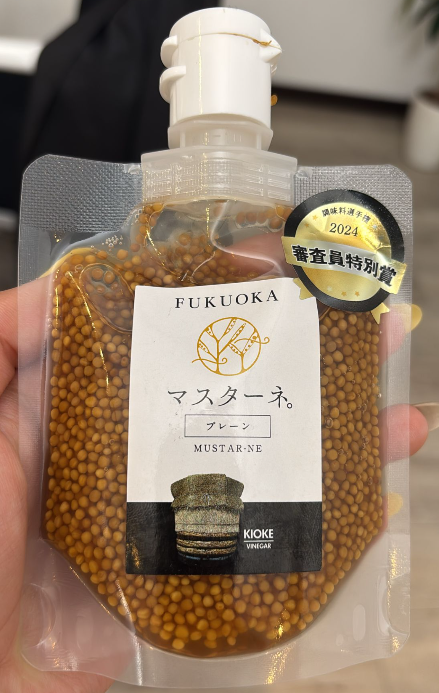 調味料選手権
2024
審査員特別賞
FUKUOKA
マスターネ。
プレーン
MUSTAR-NE
KIOKE
VINEGAR